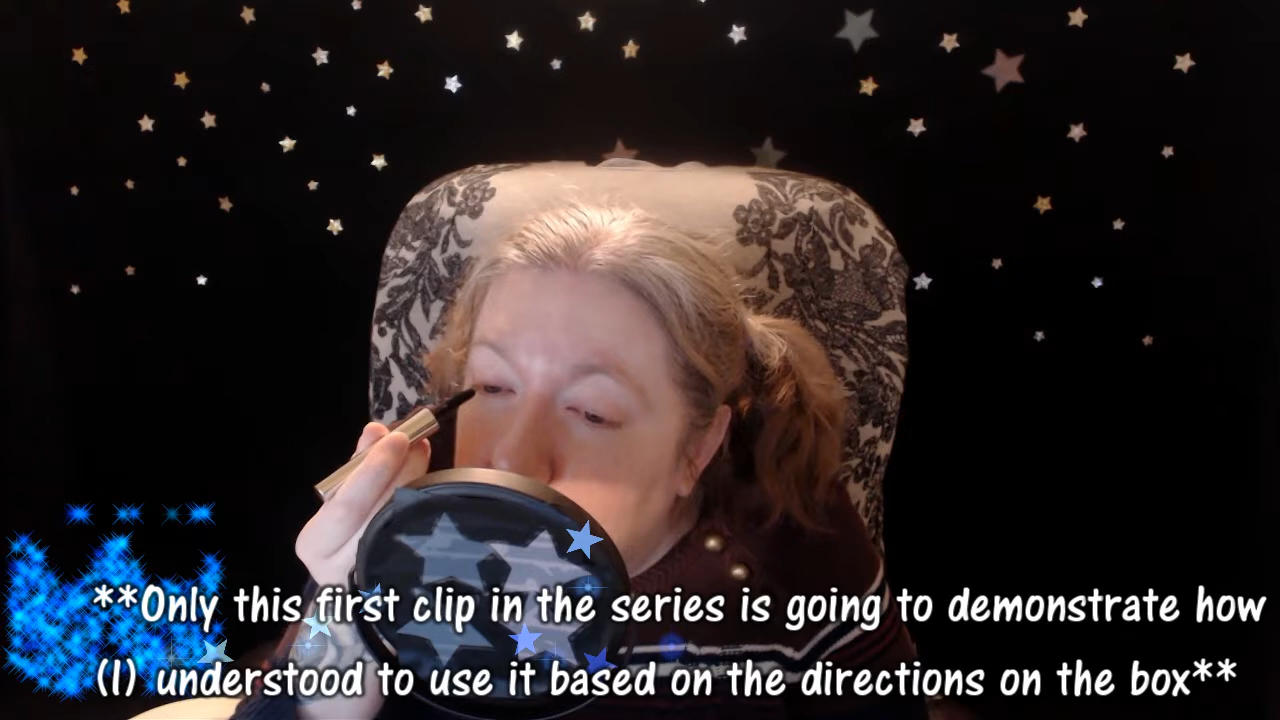 **Only this first clip in the series is going to demonstrate how
(I) understood to use it based on the directions on the box**